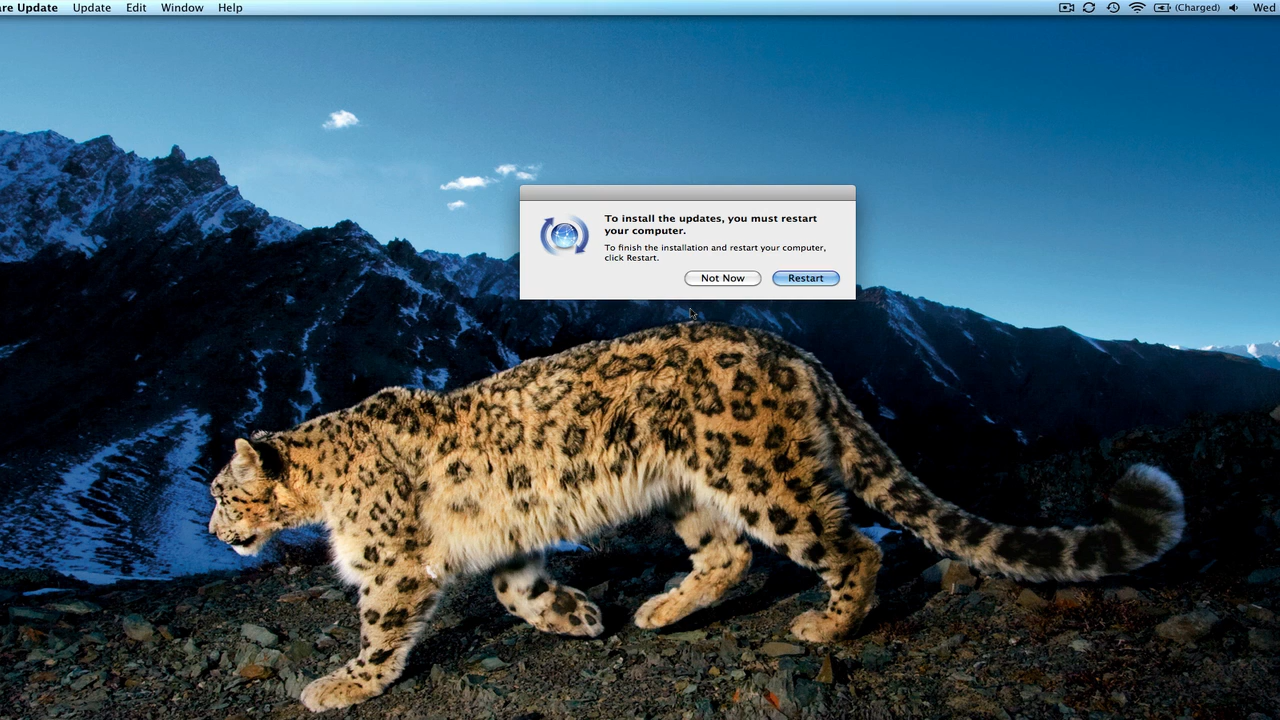 are Update Update Edit Window Help (Charged) Wed
To install the updates, you must restart
your computer.
To finish the installation and restart your computer,
click Restart.
Not Now Restart